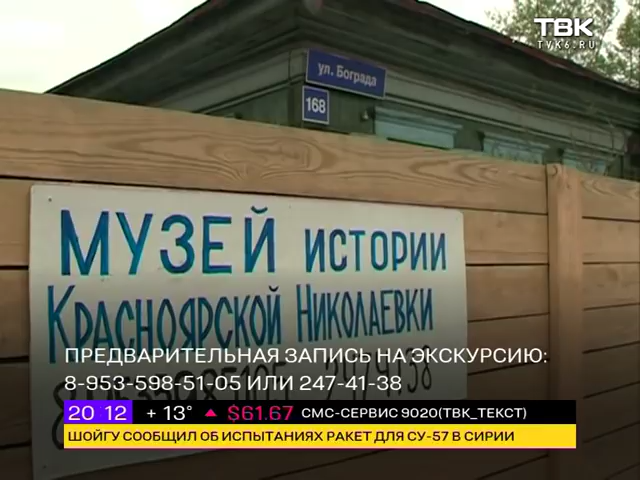 ТВК
TVK6.RU
ул. Бограда
168
МУЗЕЙ ИСТОРИИ
КРАСНОЯРСКОЙ НИКОЛАЕВКИ
ПРЕДВАРИТЕЛЬНАЯ ЗАПИСЬ НА ЭКСКУРСИЮ:
8-953-598-51-05 ИЛИ 247-41-38
20 12 + 13° ▲ $61.67 СМС-СЕРВИС 9020(ТВК_ТЕКСТ)
ШОЙГУ СООБЩИЛ ОБ ИСПЫТАНИЯХ РАКЕТ ДЛЯ СУ-57 В СИРИИ